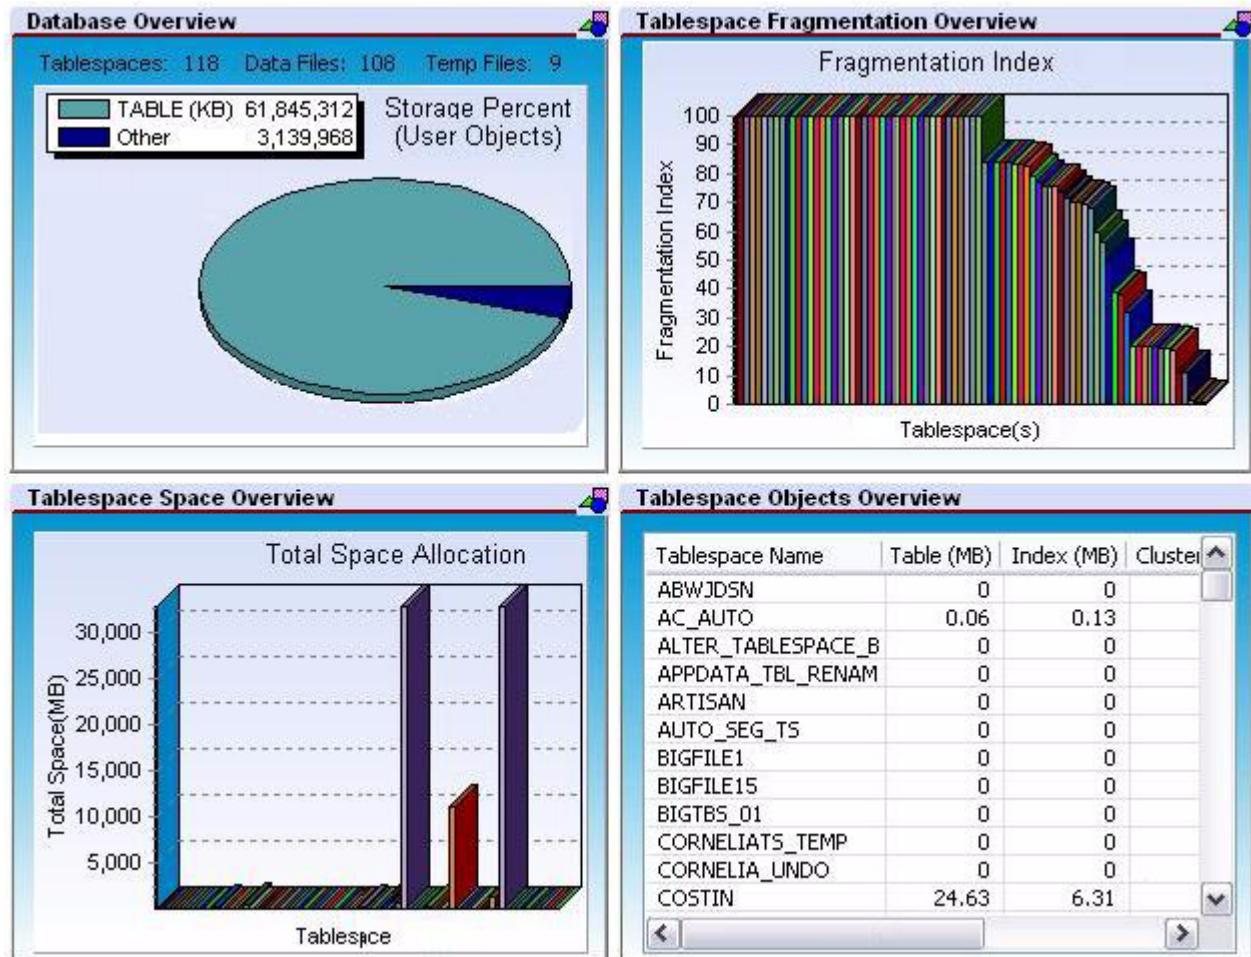 Database Overview
Tablespaces: 118 Data Files: 108 Temp Files: 9
TABLE (KB) 61,845,312
Other 3,139,968
Storage Percent
(User Objects)
Tablespace Fragmentation Overview
Fragmentation Index
Fragmentation Index
100
90
80
70
60
50
40
30
20
10
0
Tablespace(s)
Tablespace Space Overview
Total Space Allocation
Total Space(MB)
30,000
25,000
20,000
15,000
10,000
5,000
Tablespace
Tablespace Objects Overview
Tablespace Name Table (MB) Index (MB) Cluster
ABWJDSN 0 0
AC_AUTO 0.06 0.13
ALTER_TABLESPACE_B 0 0
APPDATA_TBL_RENAM 0 0
ARTISAN 0 0
AUTO_SEG_TS 0 0
BIGFILE1 0 0
BIGFILE15 0 0
BIGTBS_01 0 0
CORNELIATS_TEMP 0 0
CORNELIA_UNDO 0 0
COSTIN 24.63 6.31